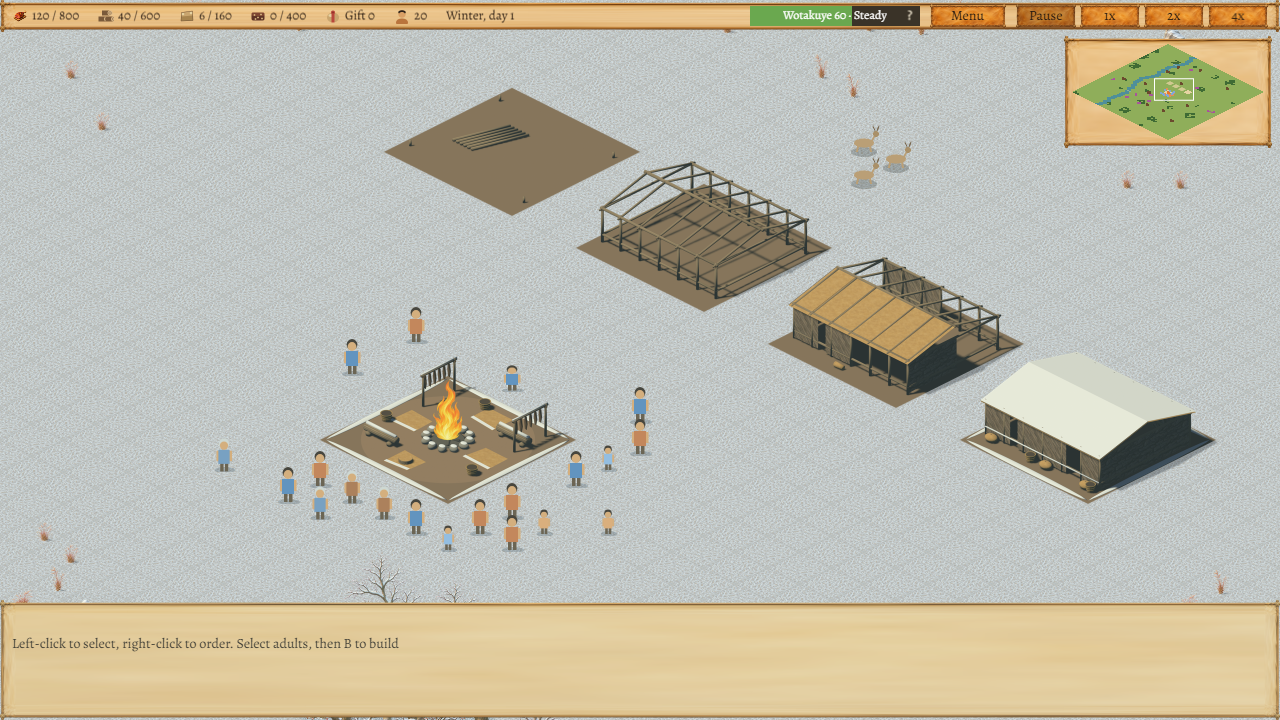 120 / 800 40 / 600 6 / 160 0 / 400 Gift 0 20 Winter, day 1 Wotakuye 60 - Steady ? Menu Pause 1x 2x 4x
Left-click to select, right-click to order. Select adults, then B to build